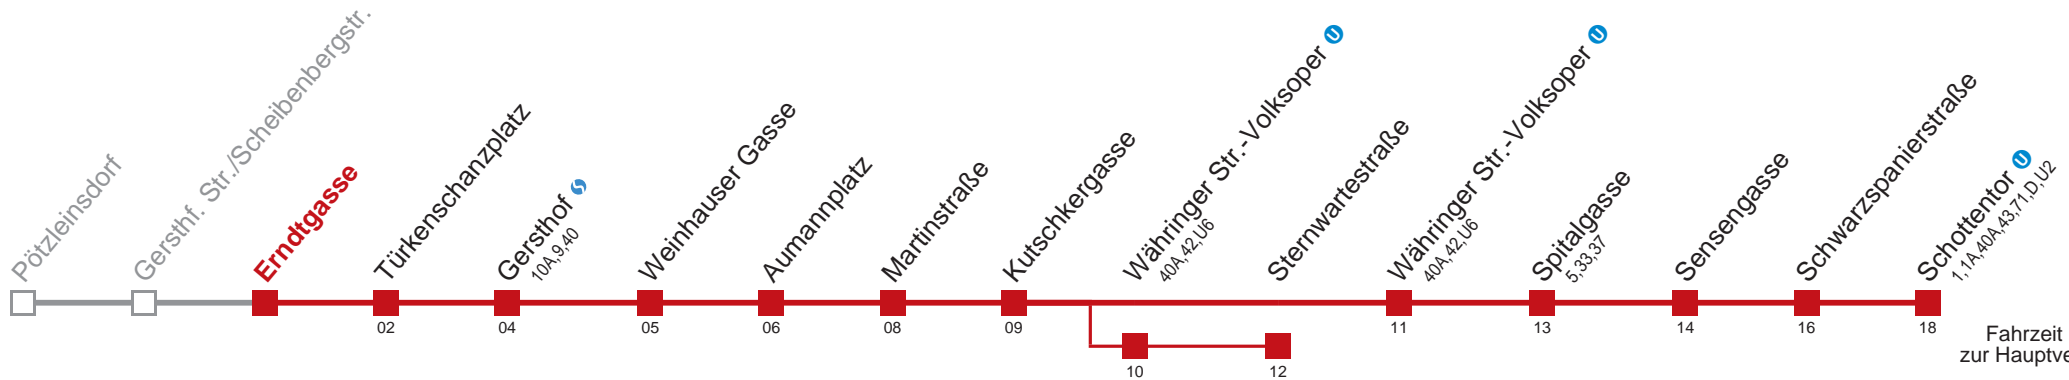 Pötzleinsdorf
Gersthf. Str./Scheibenbergstr.
Erndtgasse
Türkenschanzplatz
02
Gersthof
10A,9,40
04
Weinhauser Gasse
05
Aumannplatz
06
Martinstraße
08
Kutschkergasse
09
Währinger Str.-Volksoper U
40A,42,U6
10
Sternwartestraße
12
Währinger Str.-Volksoper U
40A,42,U6
11
Spitalgasse
5,33,37
13
Sensengasse
14
Schwarzspanierstraße
16
Schottentor U
1,1A,40A,43,71,D,U2
18
Fahrzeit
zur Hauptve